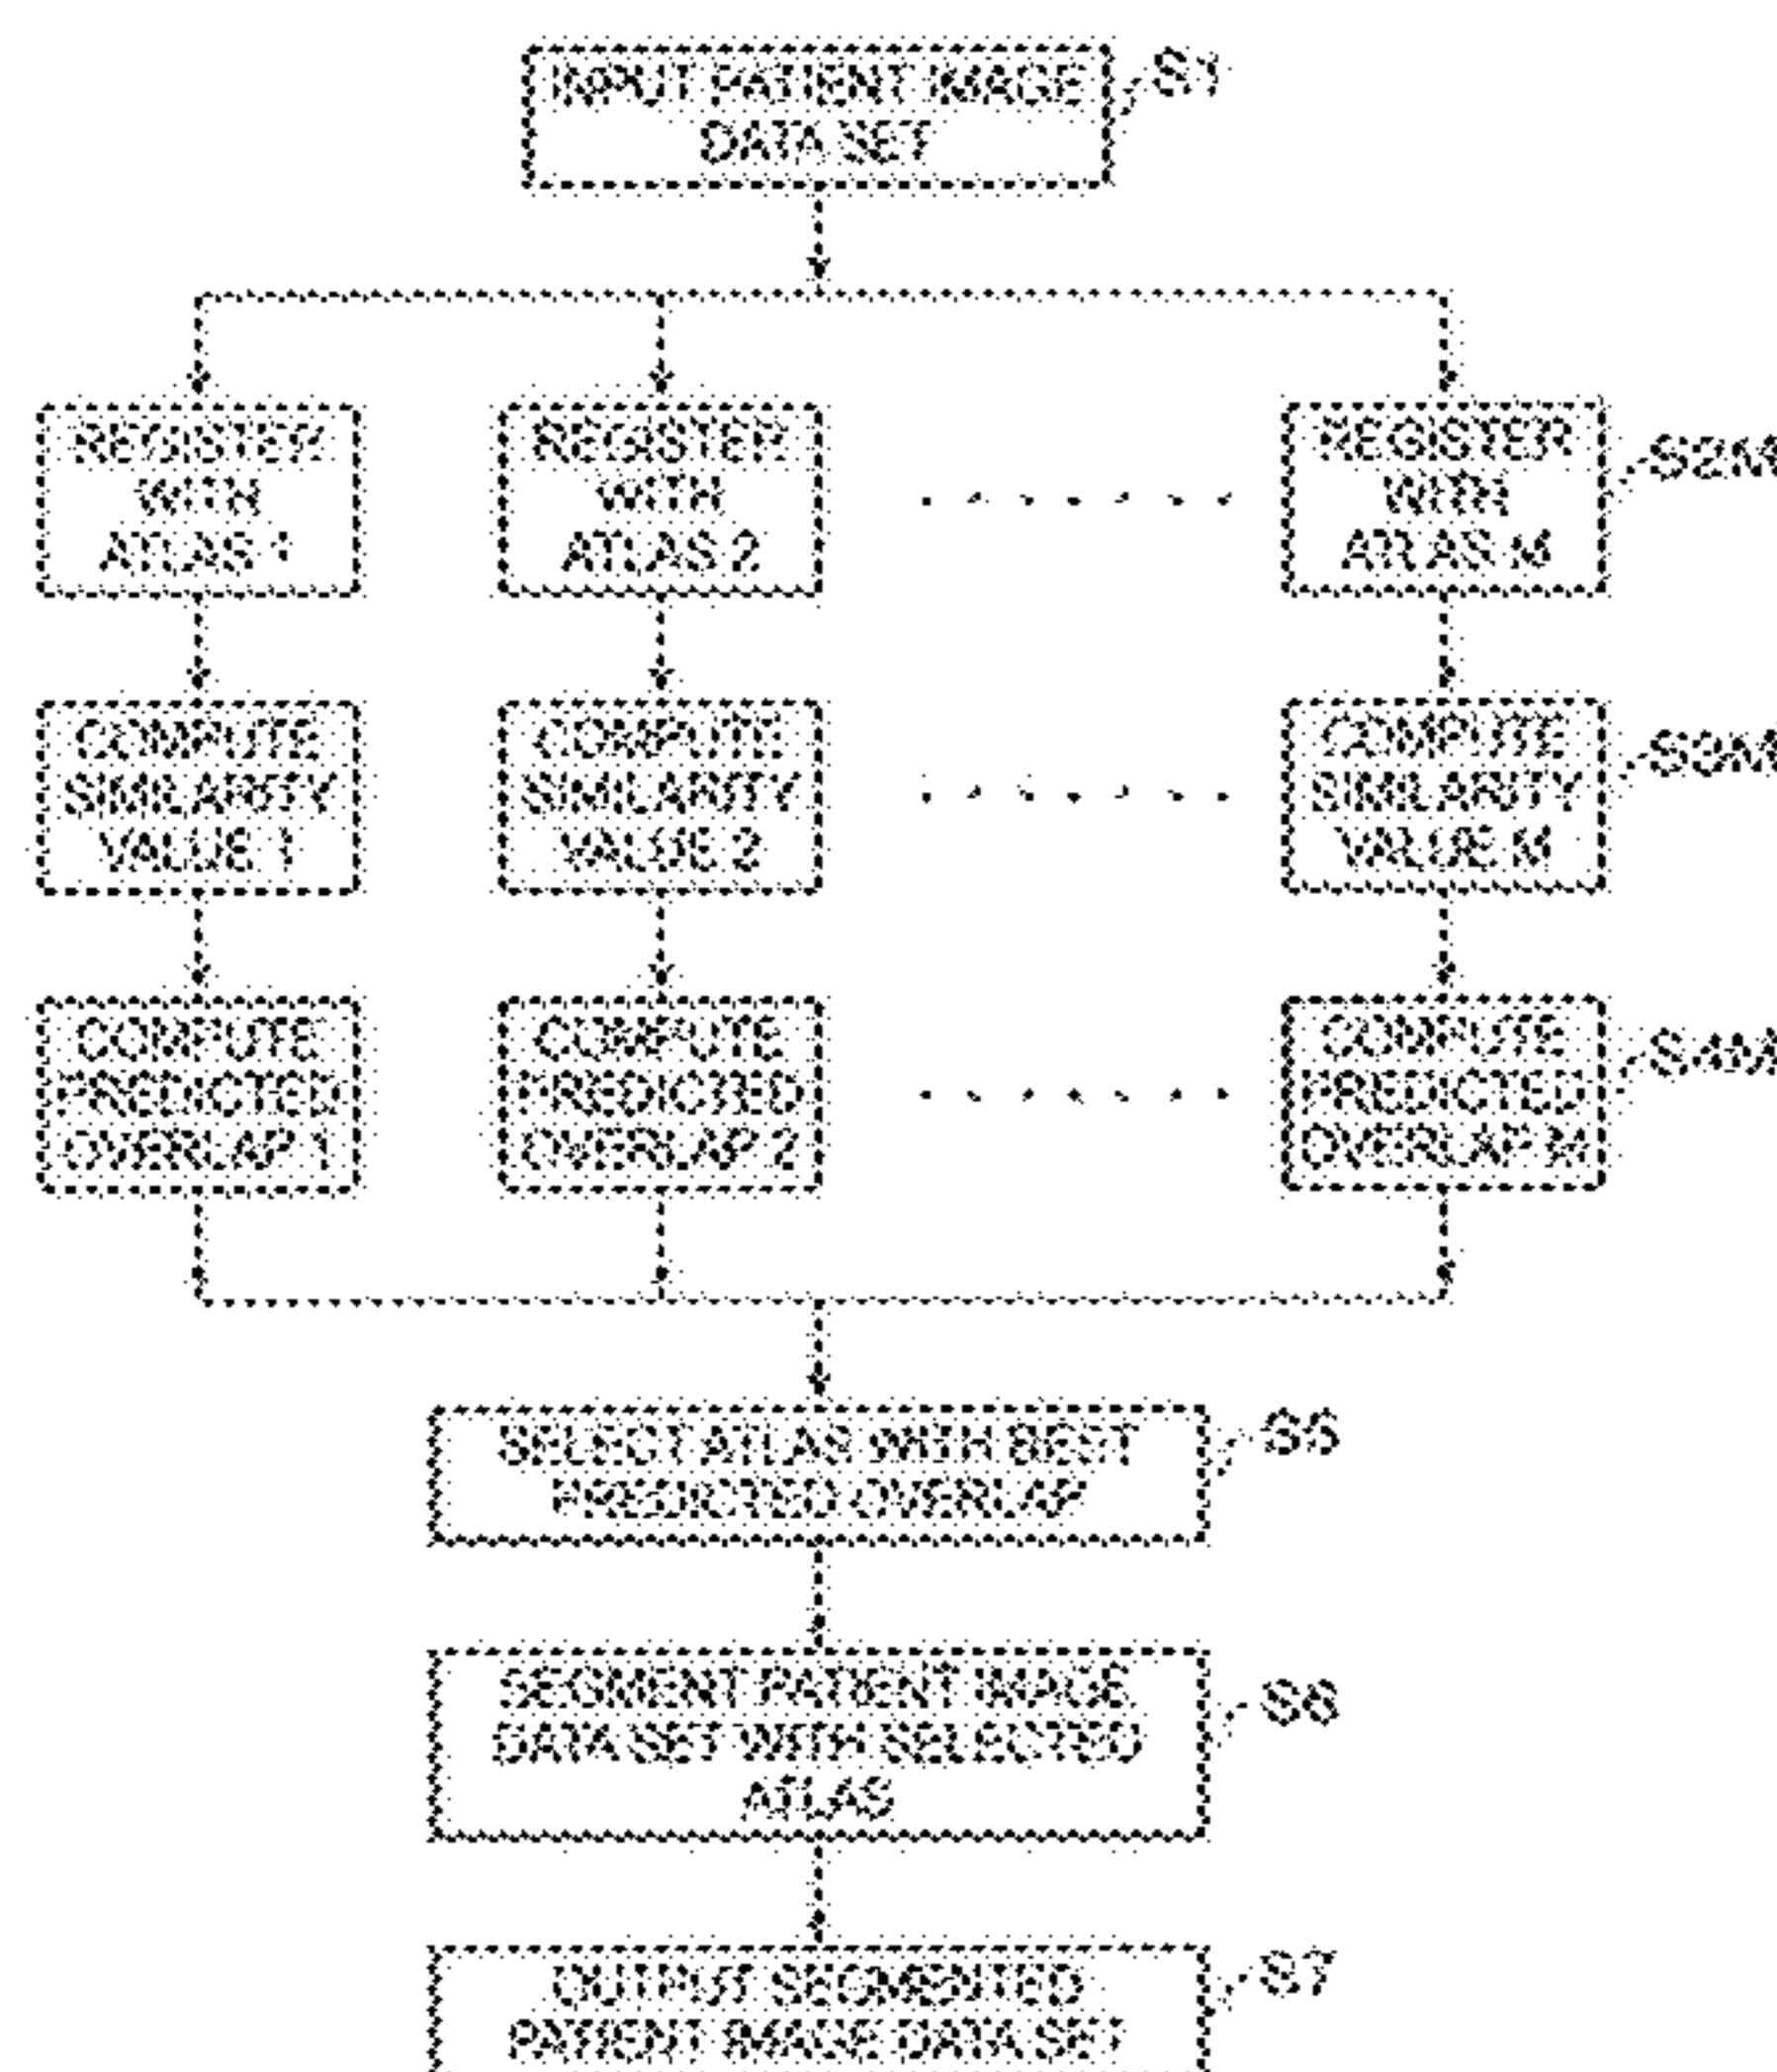 INPUT PATIENT IMAGE
DATA SET
S1
REGISTER
WITH
ATLAS 1
REGISTER
WITH
ATLAS 2
REGISTER
WITH
ATLAS M
S2M
COMPUTE
SIMILARITY
VALUE 1
COMPUTE
SIMILARITY
VALUE 2
COMPUTE
SIMILARITY
VALUE M
S3M
COMPUTE
PREDICTED
OVERLAP 1
COMPUTE
PREDICTED
OVERLAP 2
COMPUTE
PREDICTED
OVERLAP M
S4M
SELECT ATLAS WITH BEST
PREDICTED OVERLAP
S5
SEGMENT PATIENT IMAGE
DATA SET WITH SELECTED
ATLAS
S6
OUTPUT SEGMENTED
PATIENT IMAGE DATA SET
S7